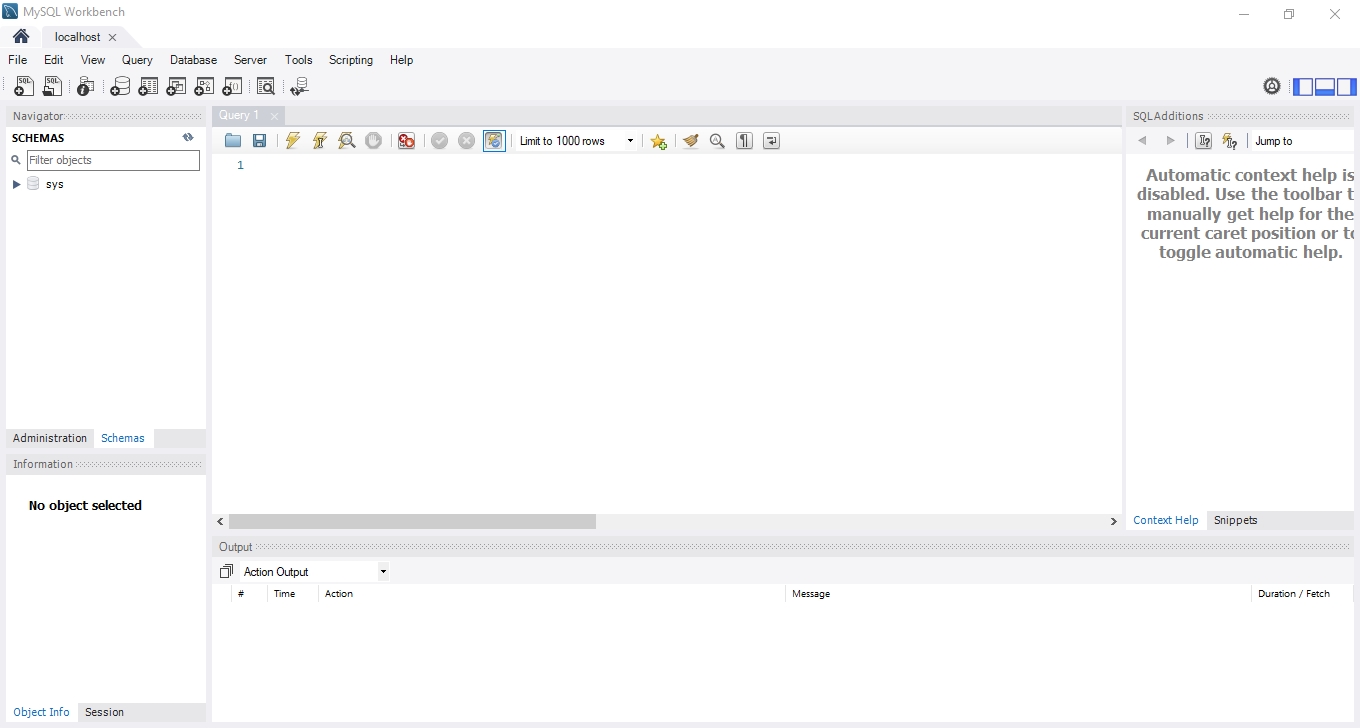 MySQL Workbench
localhost
File Edit View Query Database Server Tools Scripting Help
Navigator
SCHEMAS
Filter objects
sys
Administration Schemas
Information
No object selected
Object Info Session
Query 1
Limit to 1000 rows
1
Output
Action Output
# Time Action Message Duration / Fetch
SQLAdditions
Jump to
Automatic context help is
disabled. Use the toolbar t
manually get help for the
current caret position or to
toggle automatic help.
Context Help Snippets